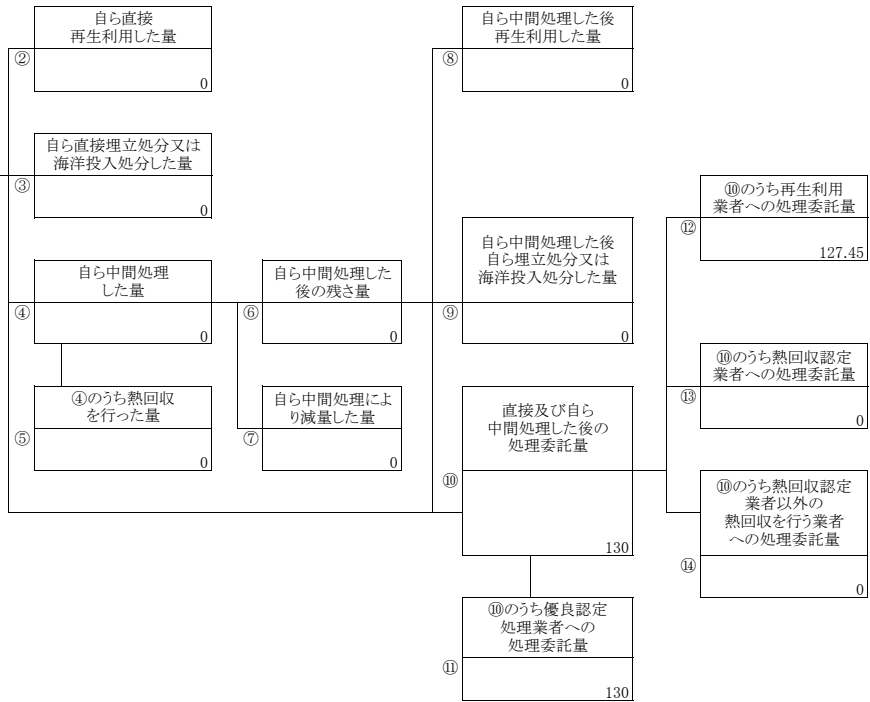 自ら直接
再生利用した量
②
0
自ら直接埋立処分又は
海洋投入処分した量
③
0
自ら中間処理
した量
④
0
④のうち熱回収
を行った量
⑤
0
自ら中間処理した
後の残さ量
⑥
0
自ら中間処理によ
り減量した量
⑦
0
自ら中間処理した後
再生利用した量
⑧
0
自ら中間処理した後
自ら埋立処分又は
海洋投入処分した量
⑨
0
直接及び自ら
中間処理した後の
処理委託量
⑩
130
⑩のうち優良認定
処理業者への
処理委託量
⑪
130
⑩のうち再生利用
業者への処理委託量
⑫
127.45
⑩のうち熱回収認定
業者への処理委託量
⑬
0
⑩のうち熱回収認定
業者以外の
熱回収を行う業者
への処理委託量
⑭
0